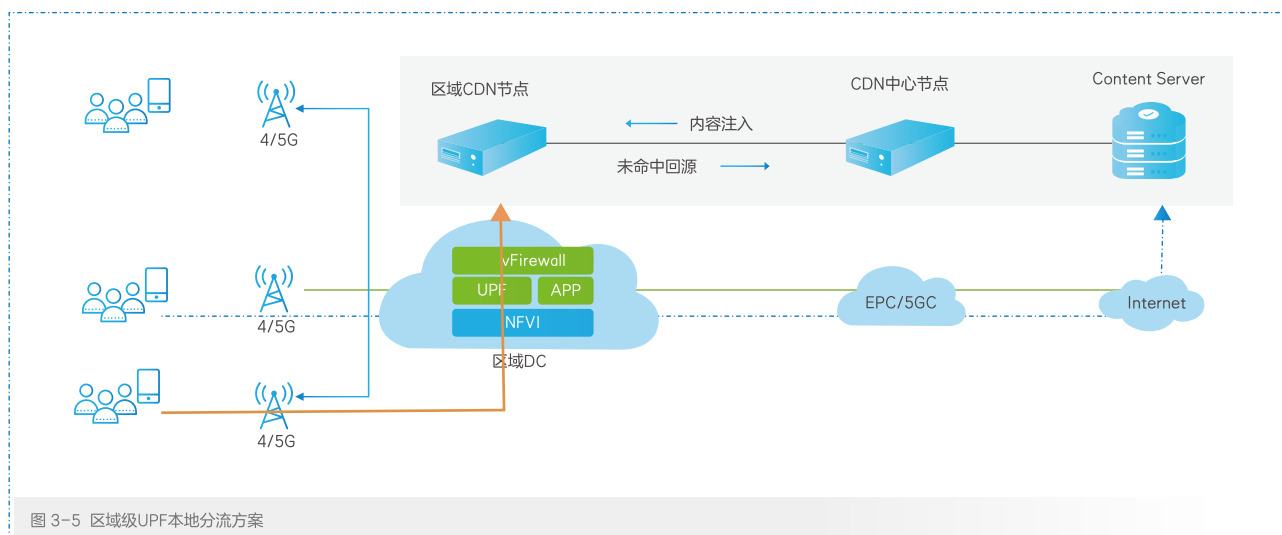 区域CDN节点
CDN中心节点
Content Server
内容注入
未命中回源
4/5G
vFirewall
UPF
APP
NFVI
区域DC
4/5G
EPC/5GC
Internet
4/5G
图 3-5 区域级UPF本地分流方案